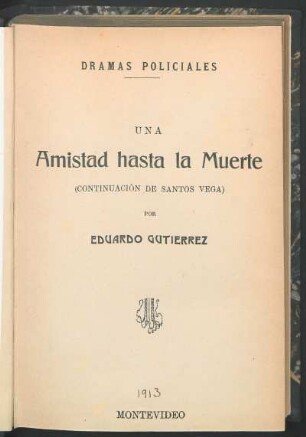 DRAMAS POLICIALES
UNA
Amistad hasta la Muerte
(CONTINUACIÓN DE SANTOS VEGA)
POR
EDUARDO GUTIERREZ
1913
MONTEVIDEO